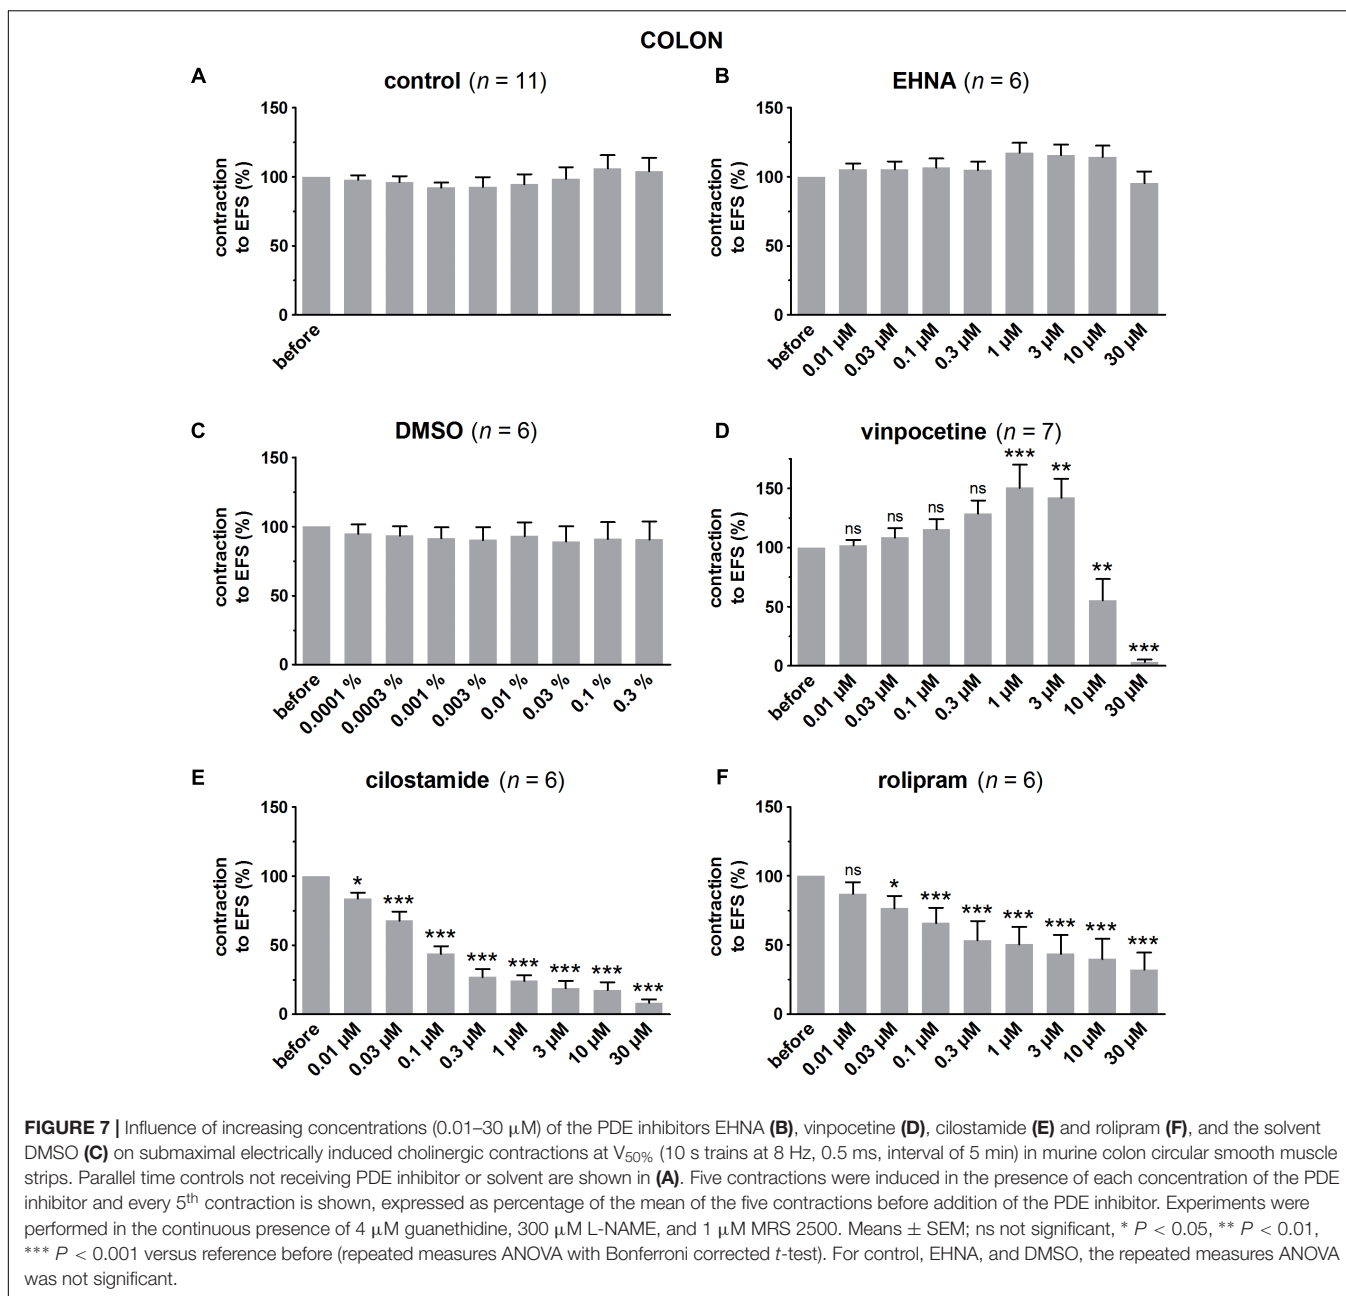 COLON
A
control (n = 11)
150
100
50
0
contraction
to EFS (%)
before
B
EHNA (n = 6)
150
100
50
0
contraction
to EFS (%)
before
0.01 µM
0.03 µM
0.1 µM
0.3 µM
1 µM
3 µM
10 µM
30 µM
C
DMSO (n = 6)
150
100
50
0
contraction
to EFS (%)
before
0.0001 %
0.0003 %
0.001 %
0.003 %
0.01 %
0.03 %
0.1 %
0.3 %
D
vinpocetine (n = 7)
150
100
50
0
contraction
to EFS (%)
ns
ns
ns
ns
***
**
**
***
before
0.01 µM
0.03 µM
0.1 µM
0.3 µM
1 µM
3 µM
10 µM
30 µM
E
cilostamide (n = 6)
150
100
50
0
contraction
to EFS (%)
*
***
***
***
***
***
***
***
before
0.01 µM
0.03 µM
0.1 µM
0.3 µM
1 µM
3 µM
10 µM
30 µM
F
rolipram (n = 6)
150
100
50
0
contraction
to EFS (%)
ns
*
***
***
***
***
***
***
before
0.01 µM
0.03 µM
0.1 µM
0.3 µM
1 µM
3 µM
10 µM
30 µM
FIGURE 7 | Influence of increasing concentrations (0.01–30 µM) of the PDE inhibitors EHNA (B), vinpocetine (D), cilostamide (E) and rolipram (F), and the solvent
DMSO (C) on submaximal electrically induced cholinergic contractions at V50% (10 s trains at 8 Hz, 0.5 ms, interval of 5 min) in murine colon circular smooth muscle
strips. Parallel time controls not receiving PDE inhibitor or solvent are shown in (A). Five contractions were induced in the presence of each concentration of the PDE
inhibitor and every 5th contraction is shown, expressed as percentage of the mean of the five contractions before addition of the PDE inhibitor. Experiments were
performed in the continuous presence of 4 µM guanethidine, 300 µM L-NAME, and 1 µM MRS 2500. Means ± SEM; ns not significant, * P < 0.05, ** P < 0.01,
*** P < 0.001 versus reference before (repeated measures ANOVA with Bonferroni corrected t-test). For control, EHNA, and DMSO, the repeated measures ANOVA
was not significant.